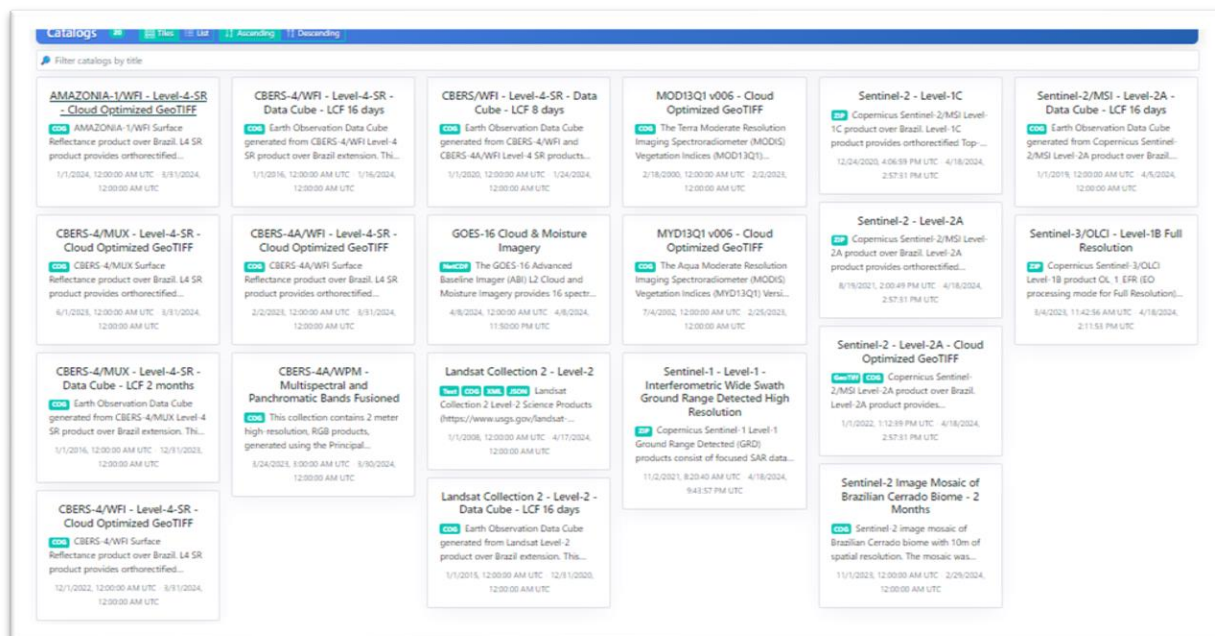 Catalogs 20 Tiles List Ascending Descending
Filter catalogs by title
AMAZONIA-1/WFI - Level-4-SR
- Cloud Optimized GeoTIFF
COG AMAZONIA-1/WFI Surface
Reflectance product over Brazil. L4 SR
product provides orthorectified...
1/1/2024, 12:00:00 AM UTC - 3/31/2024,
12:00:00 AM UTC
CBERS-4/MUX - Level-4-SR -
Cloud Optimized GeoTIFF
COG CBERS-4/MUX Surface
Reflectance product over Brazil. L4 SR
product provides orthorectified...
6/1/2023, 12:00:00 AM UTC - 3/31/2024,
12:00:00 AM UTC
CBERS-4/MUX - Level-4-SR -
Data Cube - LCF 2 months
COG Earth Observation Data Cube
generated from CBERS-4/MUX Level-4
SR product over Brazil extension. Thi...
1/1/2016, 12:00:00 AM UTC - 12/31/2023,
12:00:00 AM UTC
CBERS-4/WFI - Level-4-SR -
Cloud Optimized GeoTIFF
COG CBERS-4/WFI Surface
Reflectance product over Brazil. L4 SR
product provides orthorectified...
12/1/2022, 12:00:00 AM UTC - 3/31/2024,
12:00:00 AM UTC
CBERS-4/WFI - Level-4-SR -
Data Cube - LCF 16 days
COG Earth Observation Data Cube
generated from CBERS-4/WFI Level-4
SR product over Brazil extension. Thi...
1/1/2016, 12:00:00 AM UTC - 1/16/2024,
12:00:00 AM UTC
CBERS-4A/WFI - Level-4-SR -
Cloud Optimized GeoTIFF
COG CBERS-4A/WFI Surface
Reflectance product over Brazil. L4 SR
product provides orthorectified...
2/2/2023, 12:00:00 AM UTC - 3/31/2024,
12:00:00 AM UTC
CBERS-4A/WPM -
Multispectral and
Panchromatic Bands Fusioned
COG This collection contains 2 meter
high-resolution, RGB products,
generated using the Principal...
3/24/2023, 3:00:00 AM UTC - 3/30/2024,
12:00:00 AM UTC
CBERS/WFI - Level-4-SR - Data
Cube - LCF 8 days
COG Earth Observation Data Cube
generated from CBERS-4/WFI and
CBERS-4A/WFI Level-4 SR products...
1/1/2020, 12:00:00 AM UTC - 1/24/2024,
12:00:00 AM UTC
GOES-16 Cloud & Moisture
Imagery
NetCDF The GOES-16 Advanced
Baseline Imager (ABI) L2 Cloud and
Moisture Imagery provides 16 spectr...
4/8/2024, 12:00:00 AM UTC - 4/8/2024,
11:50:00 PM UTC
Landsat Collection 2 - Level-2
Text COG XML JSON Landsat
Collection 2 Level-2 Science Products
(https://www.usgs.gov/landsat-...
1/1/2008, 12:00:00 AM UTC - 4/17/2024,
12:00:00 AM UTC
Landsat Collection 2 - Level-2 -
Data Cube - LCF 16 days
COG Earth Observation Data Cube
generated from Landsat Level-2
product over Brazil extension. This...
1/1/2015, 12:00:00 AM UTC - 12/31/2020,
12:00:00 AM UTC
MOD13Q1 v006 - Cloud
Optimized GeoTIFF
COG The Terra Moderate Resolution
Imaging Spectroradiometer (MODIS)
Vegetation Indices (MOD13Q1)...
2/18/2000, 12:00:00 AM UTC - 2/2/2023,
12:00:00 AM UTC
MYD13Q1 v006 - Cloud
Optimized GeoTIFF
COG The Aqua Moderate Resolution
Imaging Spectroradiometer (MODIS)
Vegetation Indices (MYD13Q1) Versi...
7/4/2002, 12:00:00 AM UTC - 2/25/2023,
12:00:00 AM UTC
Sentinel-1 - Level-1 -
Interferometric Wide Swath
Ground Range Detected High
Resolution
ZIP Copernicus Sentinel-1 Level-1
Ground Range Detected (GRD)
products consist of focused SAR data...
11/2/2021, 8:20:40 AM UTC - 4/18/2024,
9:43:57 PM UTC
Sentinel-2 - Level-1C
ZIP Copernicus Sentinel-2/MSI Level-
1C product over Brazil. Level-1C
product provides orthorectified Top-...
12/24/2020, 4:06:59 PM UTC - 4/18/2024,
2:57:31 PM UTC
Sentinel-2 - Level-2A
ZIP Copernicus Sentinel-2/MSI Level-
2A product over Brazil. Level-2A
product provides orthorectified...
8/19/2021, 2:00:49 PM UTC - 4/18/2024,
2:57:31 PM UTC
Sentinel-2 - Level-2A - Cloud
Optimized GeoTIFF
GeoTIFF COG Copernicus Sentinel-
2/MSI Level-2A product over Brazil.
Level-2A product provides...
1/1/2022, 1:12:39 PM UTC - 4/18/2024,
2:57:31 PM UTC
Sentinel-2 Image Mosaic of
Brazilian Cerrado Biome - 2
Months
COG Sentinel-2 image mosaic of
Brazilian Cerrado biome with 10m of
spatial resolution. The mosaic was...
11/1/2023, 12:00:00 AM UTC - 2/29/2024,
12:00:00 AM UTC
Sentinel-2/MSI - Level-2A -
Data Cube - LCF 16 days
COG Earth Observation Data Cube
generated from Copernicus Sentinel-
2/MSI Level-2A product over Brazil...
1/1/2019, 12:00:00 AM UTC - 4/5/2024,
12:00:00 AM UTC
Sentinel-3/OLCI - Level-1B Full
Resolution
ZIP Copernicus Sentinel-3/OLCI
Level-1B product OL_1_EFR (EO
processing mode for Full Resolution)...
3/4/2023, 11:42:56 AM UTC - 4/18/2024,
2:11:53 PM UTC